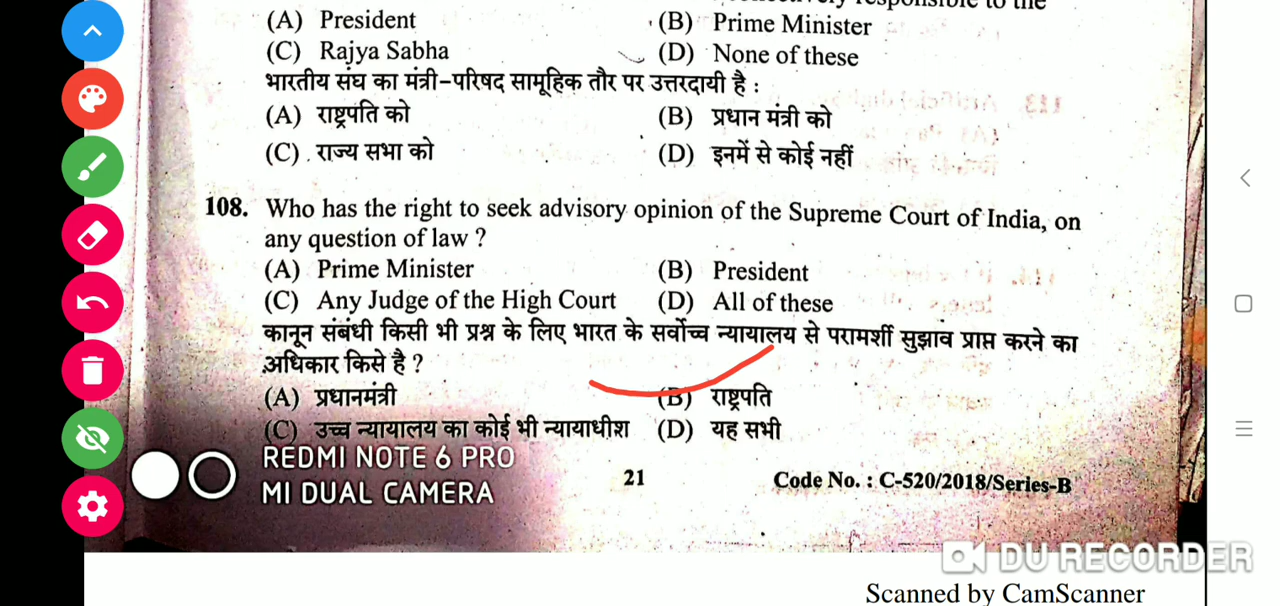 responsible to the
(A) President (B) Prime Minister
(C) Rajya Sabha (D) None of these
भारतीय संघ का मंत्री-परिषद सामूहिक तौर पर उत्तरदायी है :
(A) राष्ट्रपति को (B) प्रधान मंत्री को
(C) राज्य सभा को (D) इनमें से कोई नहीं
108. Who has the right to seek advisory opinion of the Supreme Court of India, on
any question of law ?
(A) Prime Minister (B) President
(C) Any Judge of the High Court (D) All of these
कानून संबंधी किसी भी प्रश्न के लिए भारत के सर्वोच्च न्यायालय से परामर्शी सुझाव प्राप्त करने का
अधिकार किसे है ?
(A) प्रधानमंत्री (B) राष्ट्रपति
(C) उच्च न्यायालय का कोई भी न्यायाधीश (D) यह सभी
REDMI NOTE 6 PRO
MI DUAL CAMERA
21 Code No. : C-520/2018/Series-B
DU RECORDER
Scanned by CamScanner